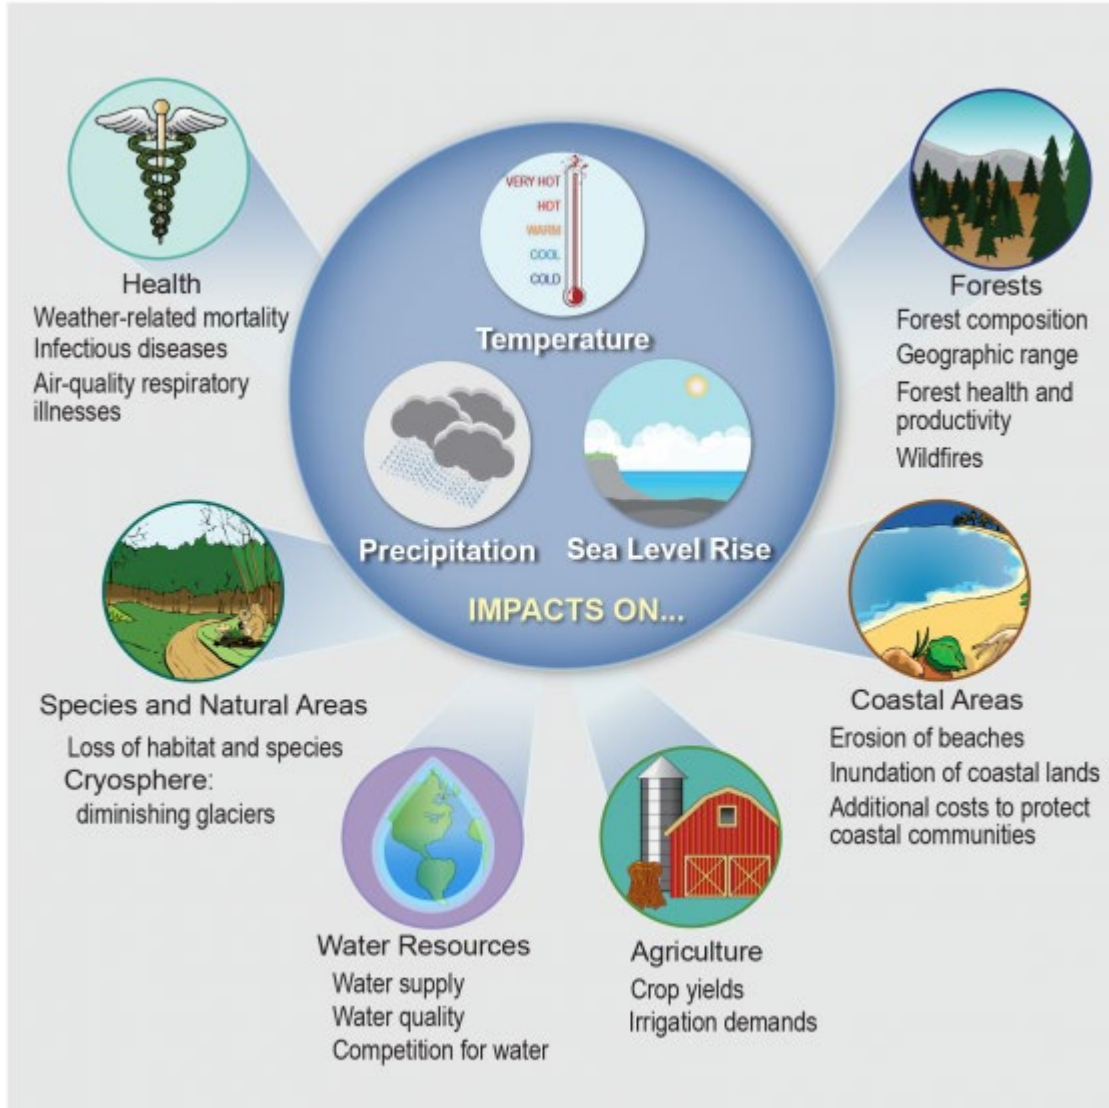 VERY HOT
HOT
WARM
COOL
COLD
Temperature
Precipitation
Sea Level Rise
IMPACTS ON...
Health
Weather-related mortality
Infectious diseases
Air-quality respiratory
illnesses
Forests
Forest composition
Geographic range
Forest health and
productivity
Wildfires
Species and Natural Areas
Loss of habitat and species
Cryosphere:
diminishing glaciers
Coastal Areas
Erosion of beaches
Inundation of coastal lands
Additional costs to protect
coastal communities
Water Resources
Water supply
Water quality
Competition for water
Agriculture
Crop yields
Irrigation demands